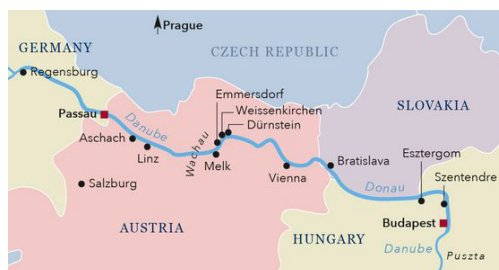 Prague
GERMANY
CZECH REPUBLIC
Regensburg
Emmersdorf
Weissenkirchen
SLOVAKIA
Passau
Danube
Dürnstein
Aschach
Wachau
Linz
Melk
Esztergom
Bratislava
Vienna
Szentendre
Salzburg
Donau
Budapest
AUSTRIA
HUNGARY
Danube
Puszta